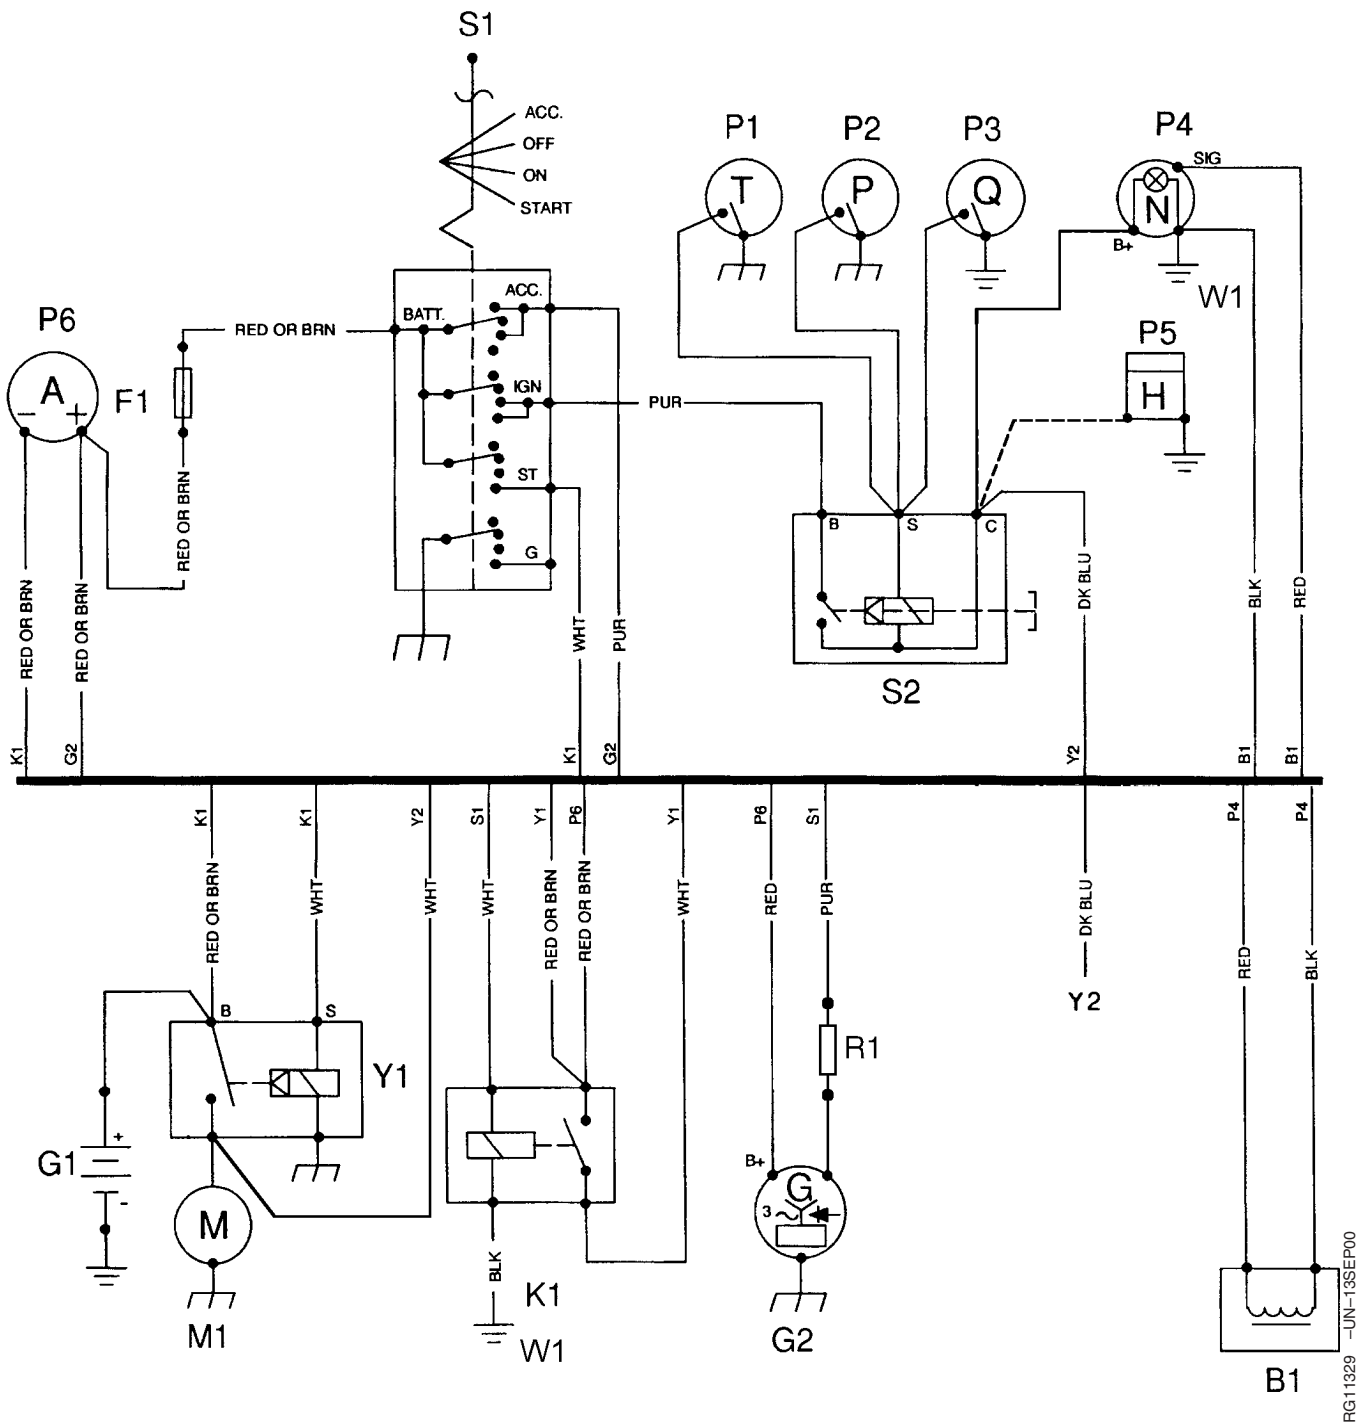 S1
ACC.
OFF
ON
START
P1
P2
P3
P4
T
P
Q
N
SIG
B+
W1
P5
H
P6
A
− +
F1
RED OR BRN
BATT.
ACC.
IGN
ST
G
PUR
RED OR BRN
B
S
C
S2
RED OR BRN
RED OR BRN
WHT
PUR
DK BLU
BLK
RED
K1
G2
K1
G2
Y2
B1
B1
K1
K1
Y2
S1
Y1
P6
Y1
P6
S1
P4
P4
RED OR BRN
WHT
WHT
WHT
RED OR BRN
RED OR BRN
WHT
RED
PUR
DK BLU
RED
BLK
Y2
B
S
Y1
R1
G1
+
-
M
M1
BLK
K1
W1
B+
G
3
G2
B1
RG11329 –UN–13SEP00